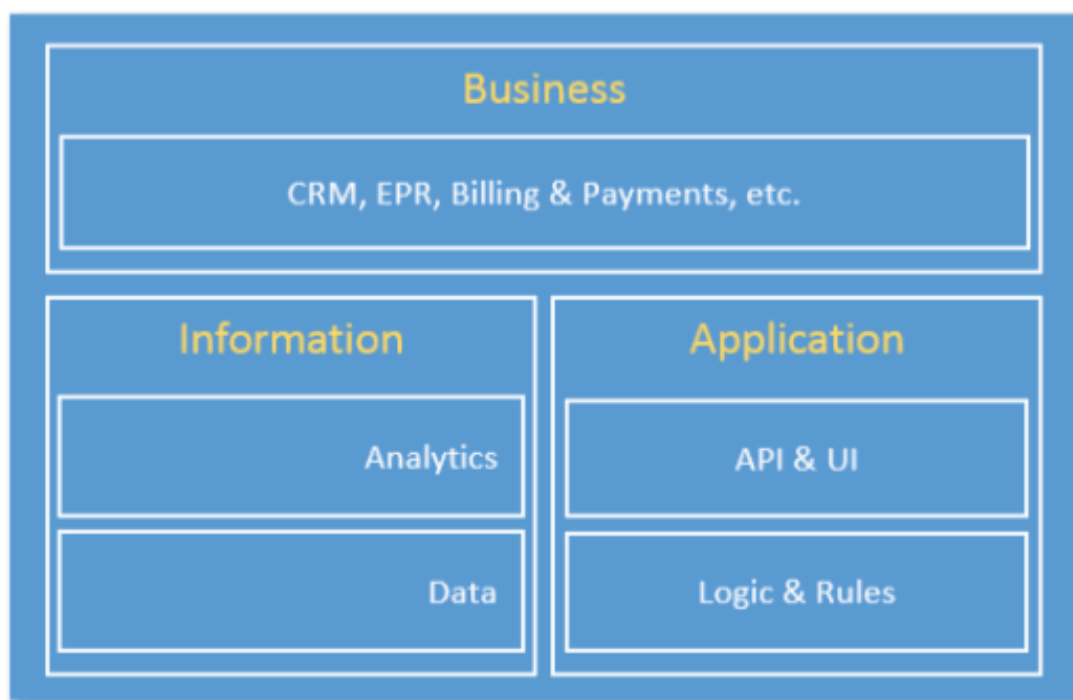 Business
CRM, EPR, Billing & Payments, etc.
Information
Analytics
Data
Application
API & UI
Logic & Rules